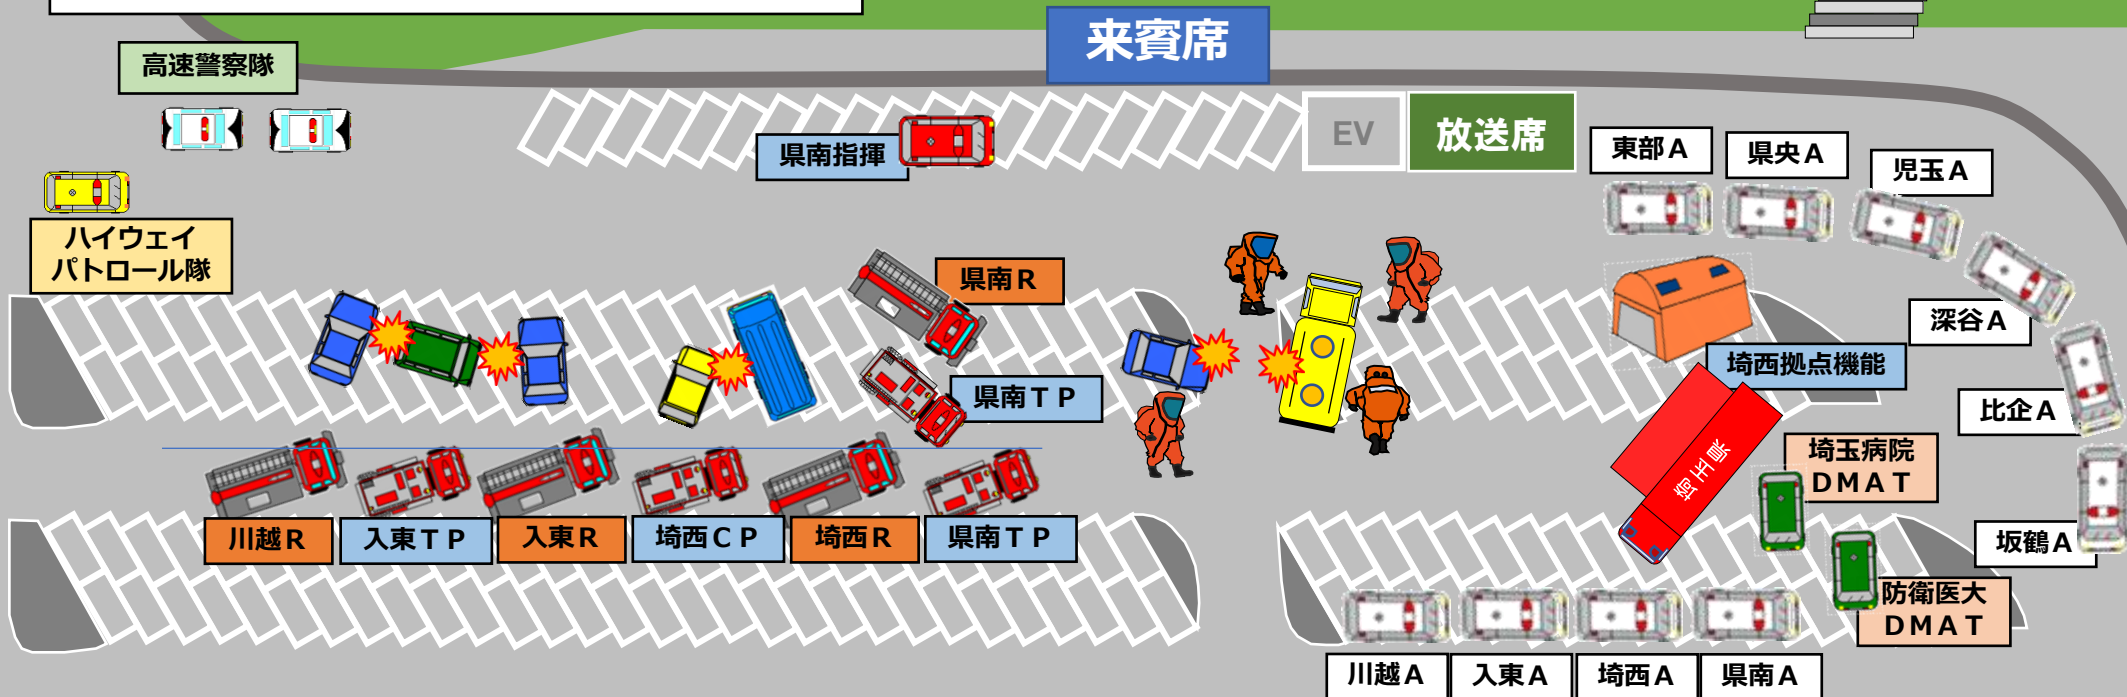 来賓席
高速警察隊
県南指揮
EV
放送席
東部A
県央A
児玉A
ハイウェイ
パトロール隊
県南R
深谷A
埼西拠点機能
県南TP
比企A
埼玉県
埼玉病院
DMAT
川越R
入東TP
入東R
埼西CP
埼西R
県南TP
坂鶴A
防衛医大
DMAT
川越A
入東A
埼西A
県南A